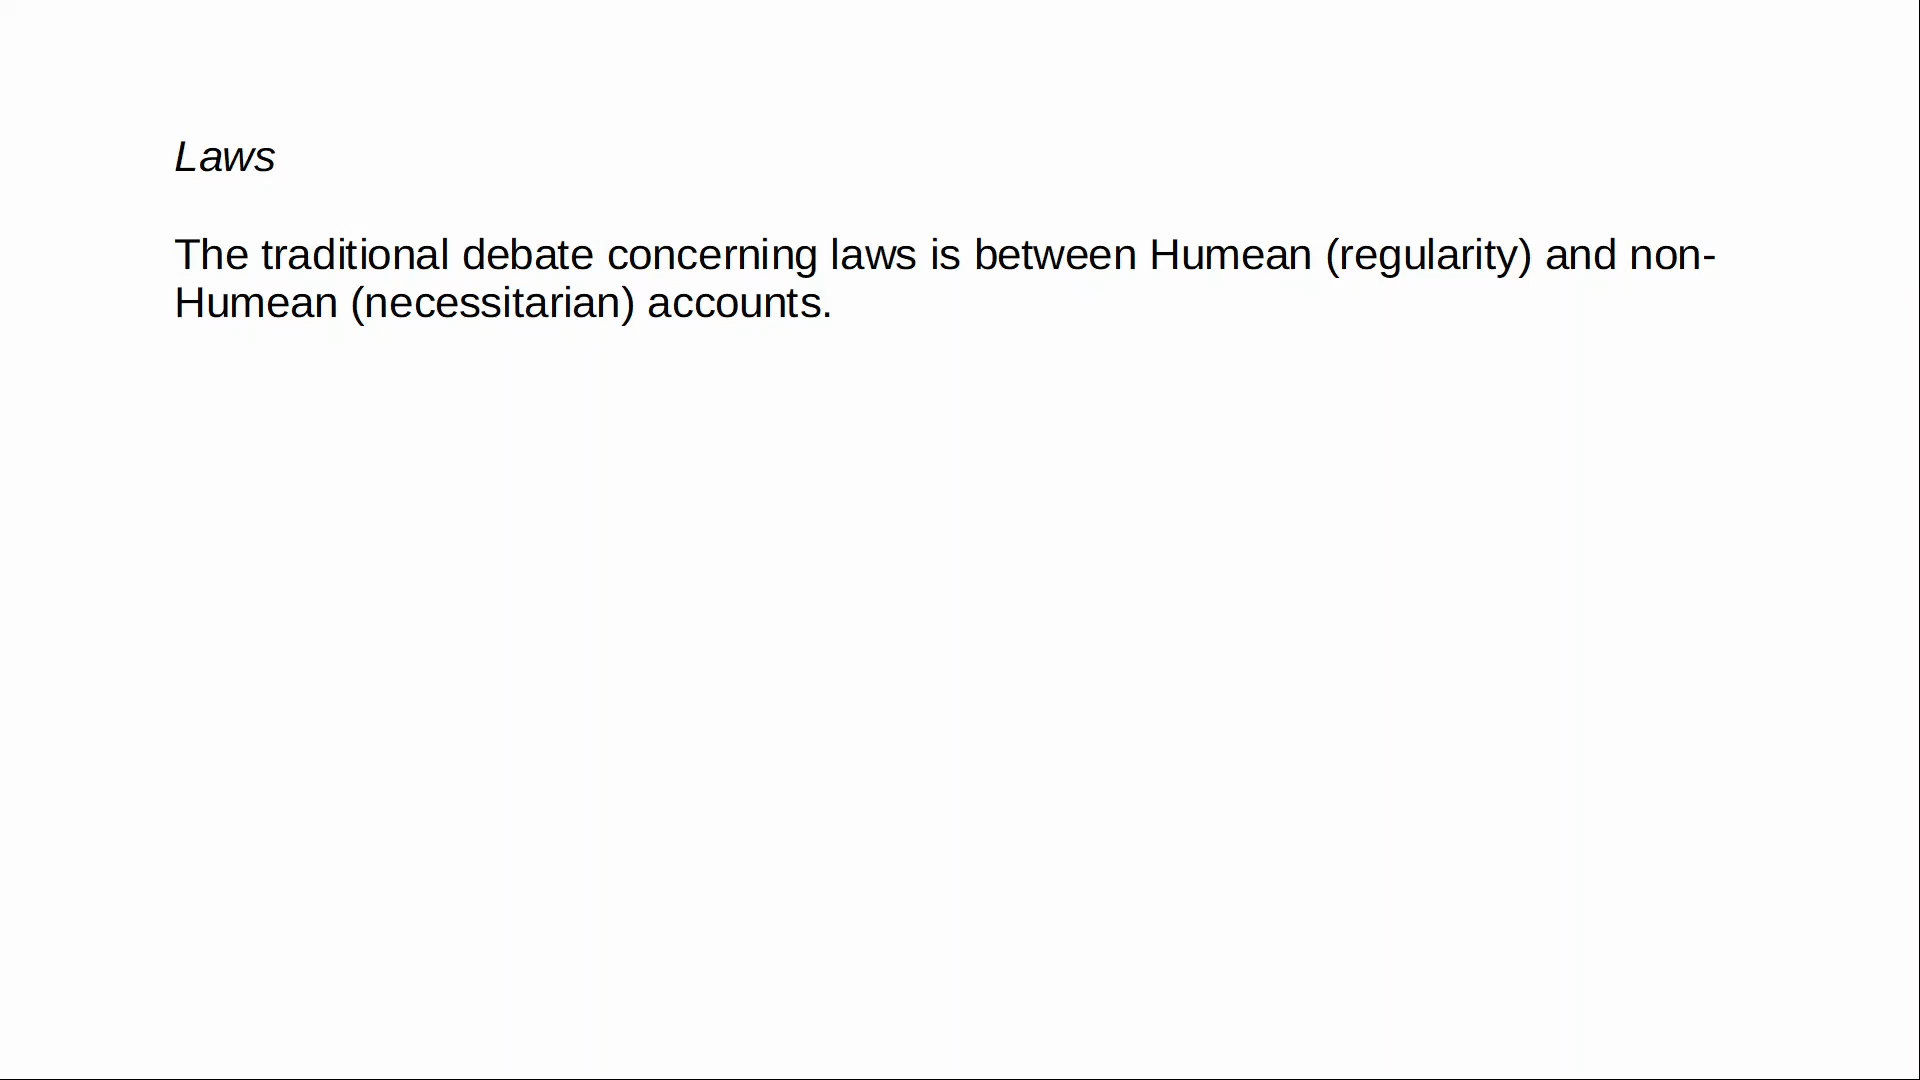 Laws
The traditional debate concerning laws is between Humean (regularity) and non-
Humean (necessitarian) accounts.